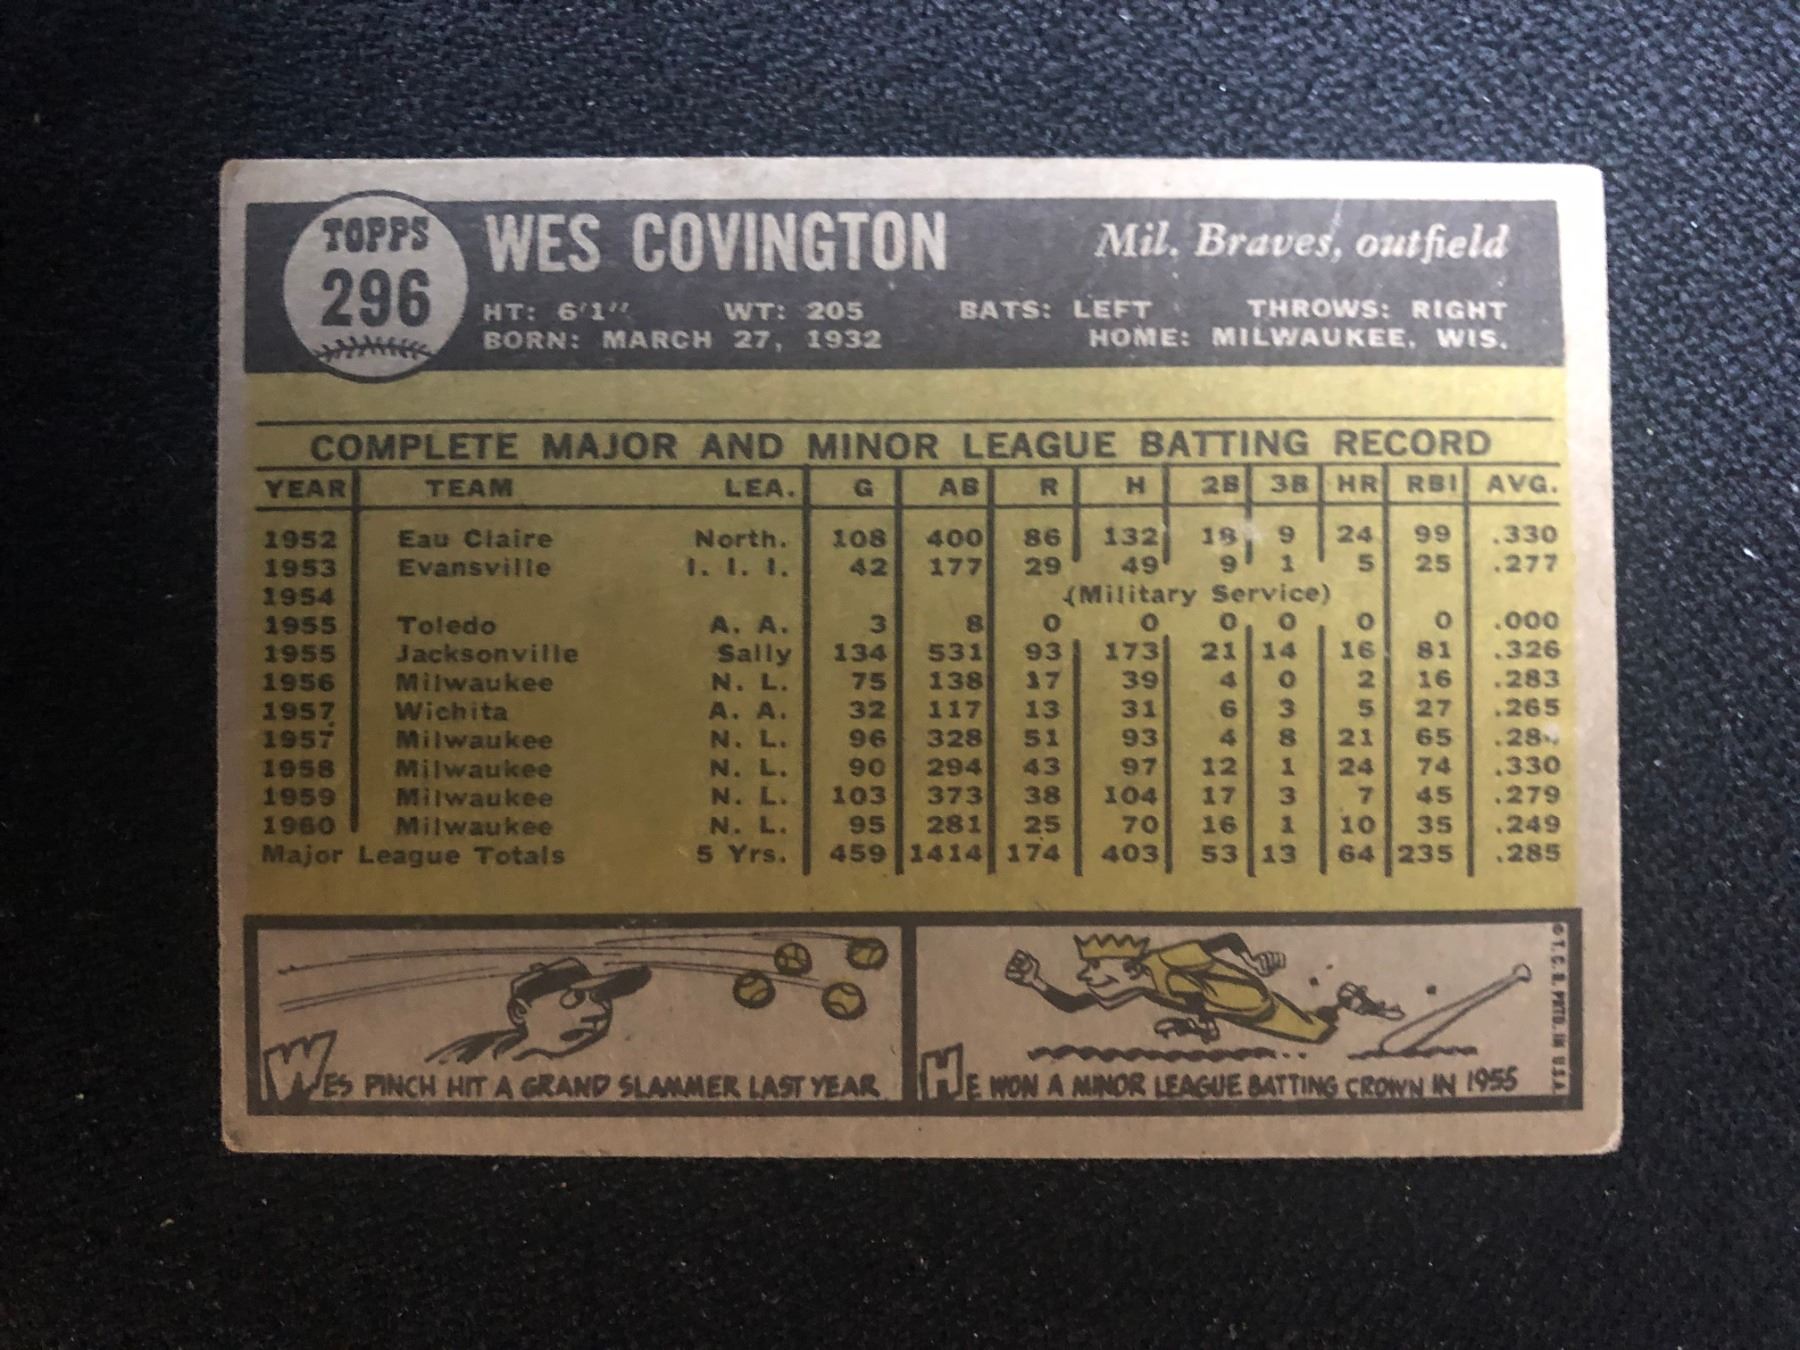 TOPPS
296
WES COVINGTON
Mil. Braves, outfield
HT: 6'1" WT: 205 BATS: LEFT THROWS: RIGHT
BORN: MARCH 27, 1932 HOME: MILWAUKEE, WIS.
COMPLETE MAJOR AND MINOR LEAGUE BATTING RECORD
YEAR TEAM LEA. G AB R H 2B 3B HR RBI AVG.
1952 Eau Claire North. 108 400 86 132 18 9 24 99 .330
1953 Evansville I. I. I. 42 177 29 49 9 1 5 25 .277
1954 (Military Service)
1955 Toledo A. A. 3 8 0 0 0 0 0 0 .000
1955 Jacksonville Sally 134 531 93 173 21 14 16 81 .326
1956 Milwaukee N. L. 75 138 17 39 4 0 2 16 .283
1957 Wichita A. A. 32 117 13 31 6 3 5 27 .265
1957 Milwaukee N. L. 96 328 51 93 4 8 21 65
1958 Milwaukee N. L. 90 294 43 97 12 1 24 74 .330
1959 Milwaukee N. L. 103 373 38 104 17 3 7 45 .279
1960 Milwaukee N. L. 95 281 25 70 16 1 10 35 .249
Major League Totals 5 Yrs. 459 1414 174 403 53 13 64 235 .285
WES PINCH HIT A GRAND SLAMMER LAST YEAR
HE WON A MINOR LEAGUE BATTING CROWN IN 1955
© T. C. G. PRTD. IN U.S.A.